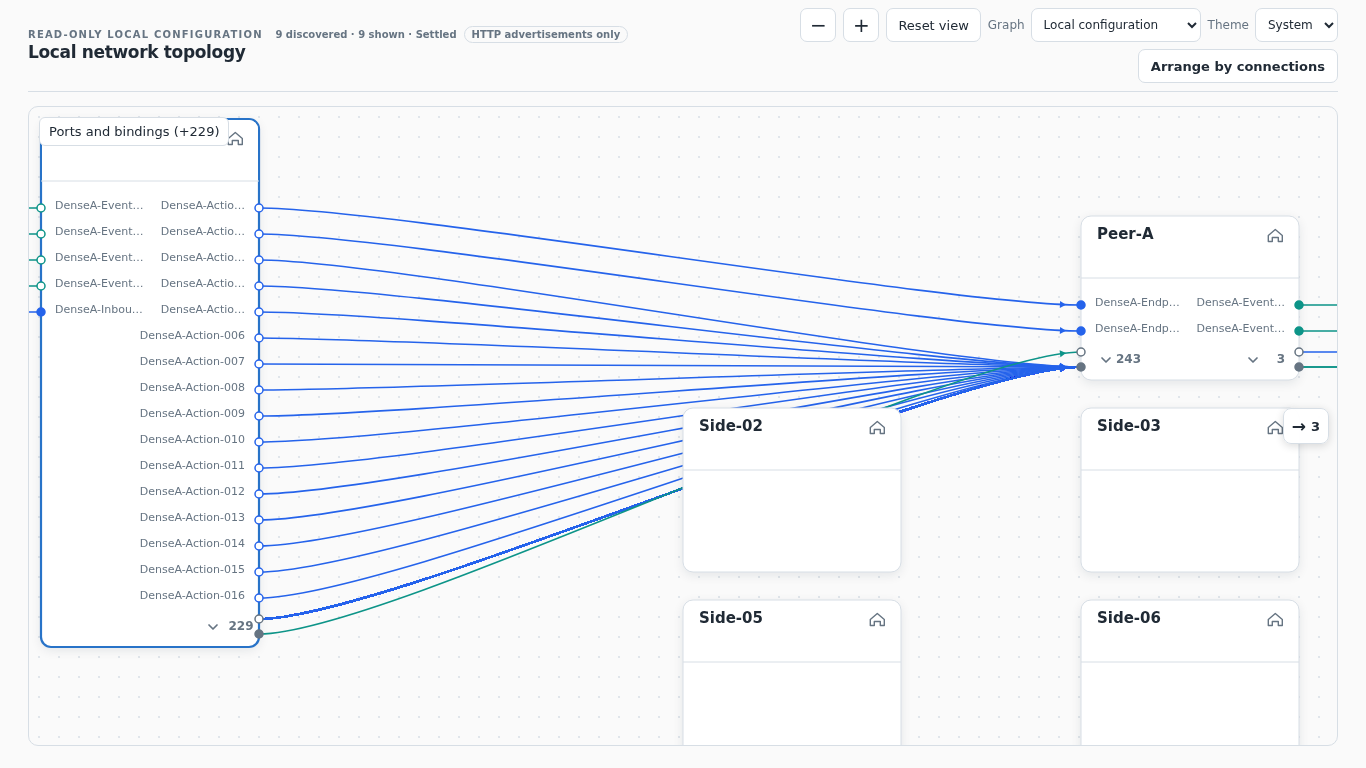 READ-ONLY LOCAL CONFIGURATION 9 discovered · 9 shown · Settled HTTP advertisements only
Local network topology
− + Reset view Graph Local configuration Theme System
Arrange by connections
Ports and bindings (+229)
DenseA-Event… DenseA-Actio…
DenseA-Event… DenseA-Actio…
DenseA-Event… DenseA-Actio…
DenseA-Event… DenseA-Actio…
DenseA-Inbou… DenseA-Actio…
DenseA-Action-006
DenseA-Action-007
DenseA-Action-008
DenseA-Action-009
DenseA-Action-010
DenseA-Action-011
DenseA-Action-012
DenseA-Action-013
DenseA-Action-014
DenseA-Action-015
DenseA-Action-016
229
Peer-A
DenseA-Endp… DenseA-Event…
DenseA-Endp… DenseA-Event…
243 3
Side-02
Side-03
→ 3
Side-05
Side-06